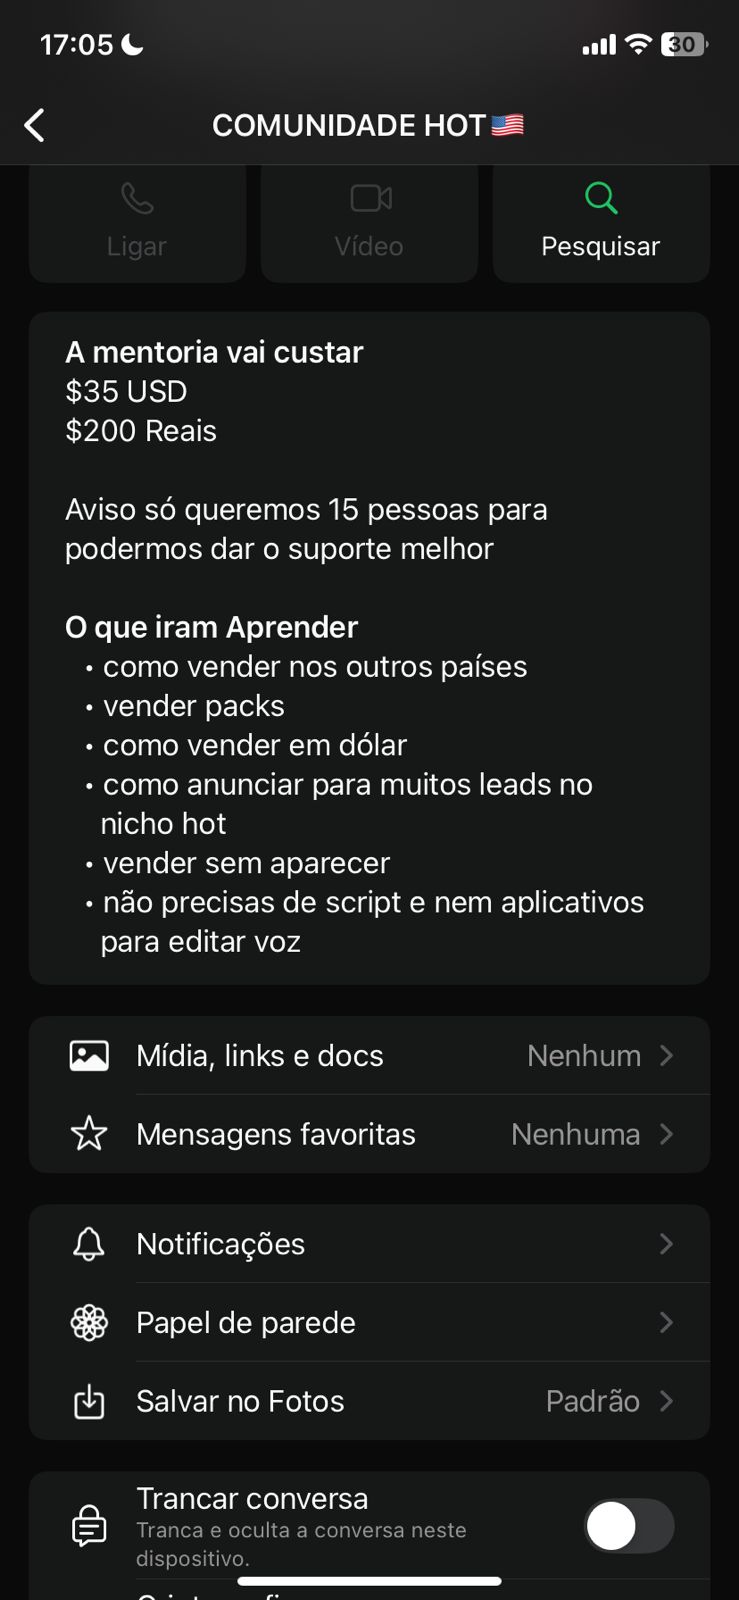 17:05
30
COMUNIDADE HOT🇺🇸
Ligar
Vídeo
Pesquisar
A mentoria vai custar
$35 USD
$200 Reais
Aviso só queremos 15 pessoas para
podermos dar o suporte melhor
O que iram Aprender
• como vender nos outros países
• vender packs
• como vender em dólar
• como anunciar para muitos leads no
nicho hot
• vender sem aparecer
• não precisas de script e nem aplicativos
para editar voz
Mídia, links e docs
Nenhum
Mensagens favoritas
Nenhuma
Notificações
Papel de parede
Salvar no Fotos
Padrão
Trancar conversa
Tranca e oculta a conversa neste
dispositivo.